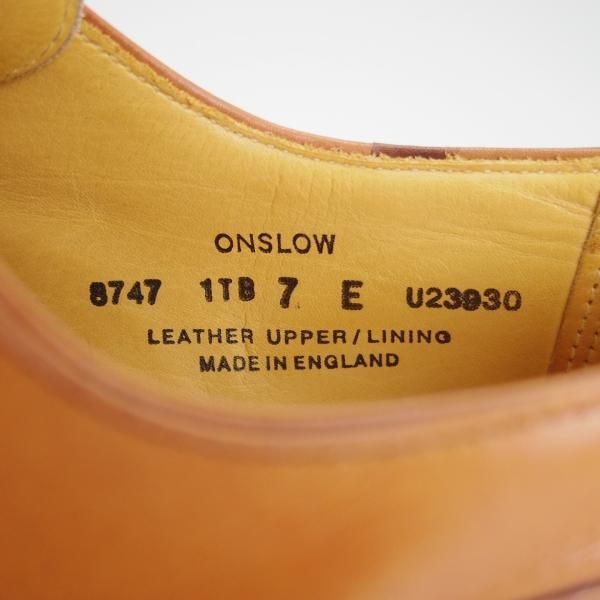 ONSLOW
8747 1TB 7 E U23930
LEATHER UPPER/LINING
MADE IN ENGLAND